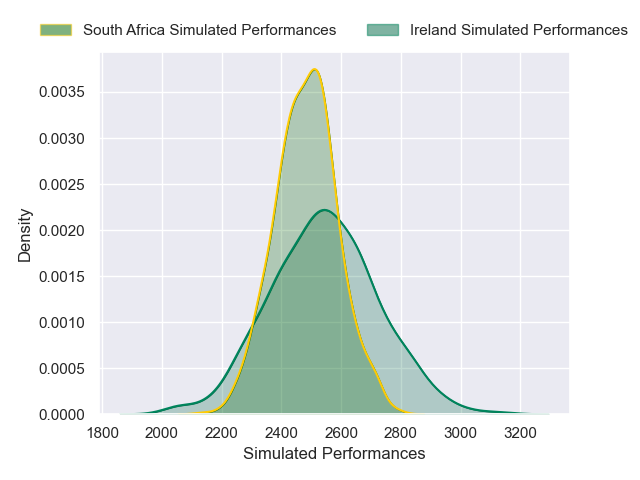 South Africa Simulated Performances
Ireland Simulated Performances
0.0035
0.0030
0.0025
0.0020
0.0015
0.0010
0.0005
0.0000
Density
1800 2000 2200 2400 2600 2800 3000 3200
Simulated Performances